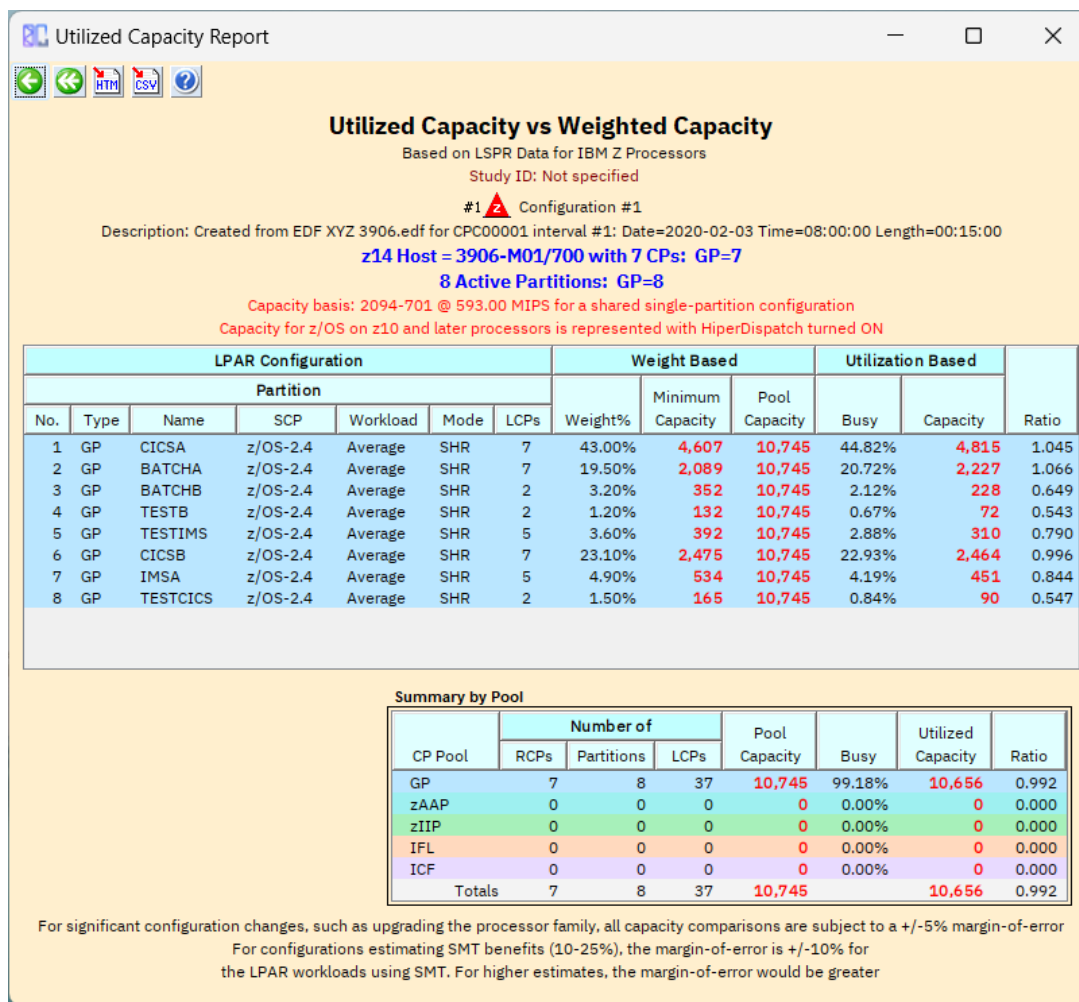 Utilized Capacity Report
HTM CSV ?
Utilized Capacity vs Weighted Capacity
Based on LSPR Data for IBM Z Processors
Study ID: Not specified
#1 z Configuration #1
Description: Created from EDF XYZ 3906.edf for CPC00001 interval #1: Date=2020-02-03 Time=08:00:00 Length=00:15:00
z14 Host = 3906-M01/700 with 7 CPs: GP=7
8 Active Partitions: GP=8
Capacity basis: 2094-701 @ 593.00 MIPS for a shared single-partition configuration
Capacity for z/OS on z10 and later processors is represented with HiperDispatch turned ON
LPAR Configuration Weight Based Utilization Based
Partition Minimum Pool
No. Type Name SCP Workload Mode LCPs Weight% Capacity Capacity Busy Capacity Ratio
1 GP CICSA z/OS-2.4 Average SHR 7 43.00% 4,607 10,745 44.82% 4,815 1.045
2 GP BATCHA z/OS-2.4 Average SHR 7 19.50% 2,089 10,745 20.72% 2,227 1.066
3 GP BATCHB z/OS-2.4 Average SHR 2 3.20% 352 10,745 2.12% 228 0.649
4 GP TESTB z/OS-2.4 Average SHR 2 1.20% 132 10,745 0.67% 72 0.543
5 GP TESTIMS z/OS-2.4 Average SHR 5 3.60% 392 10,745 2.88% 310 0.790
6 GP CICSB z/OS-2.4 Average SHR 7 23.10% 2,475 10,745 22.93% 2,464 0.996
7 GP IMSA z/OS-2.4 Average SHR 5 4.90% 534 10,745 4.19% 451 0.844
8 GP TESTCICS z/OS-2.4 Average SHR 2 1.50% 165 10,745 0.84% 90 0.547
Summary by Pool
Number of Pool Utilized
CP Pool RCPs Partitions LCPs Capacity Busy Capacity Ratio
GP 7 8 37 10,745 99.18% 10,656 0.992
zAAP 0 0 0 0 0.00% 0 0.000
zIIP 0 0 0 0 0.00% 0 0.000
IFL 0 0 0 0 0.00% 0 0.000
ICF 0 0 0 0 0.00% 0 0.000
Totals 7 8 37 10,745 10,656 0.992
For significant configuration changes, such as upgrading the processor family, all capacity comparisons are subject to a +/-5% margin-of-error
For configurations estimating SMT benefits (10-25%), the margin-of-error is +/-10% for
the LPAR workloads using SMT. For higher estimates, the margin-of-error would be greater